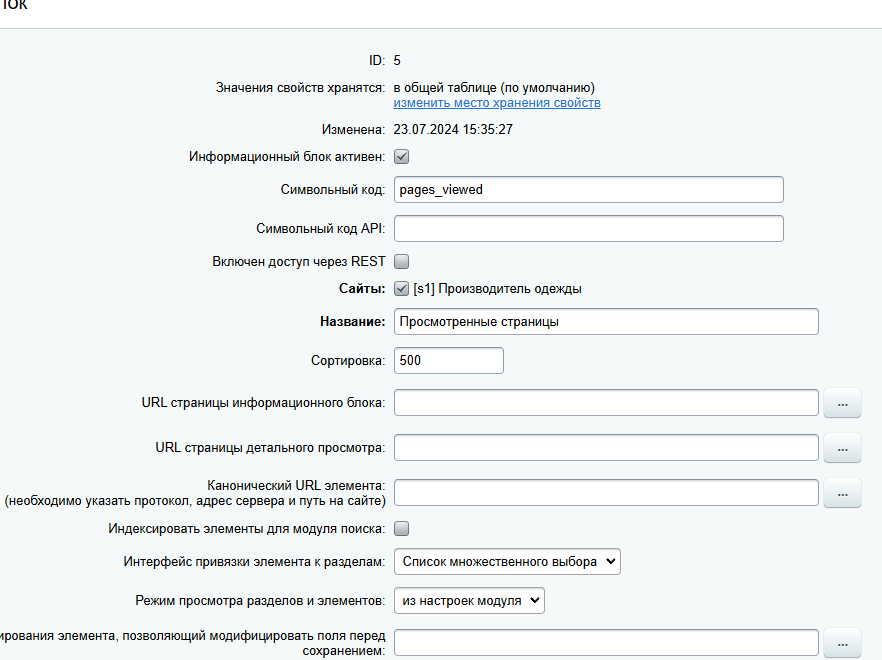 ID: 5
Значения свойств хранятся: в общей таблице (по умолчанию)
изменить место хранения свойств
Изменена: 23.07.2024 15:35:27
Информационный блок активен:
Символьный код: pages_viewed
Символьный код API:
Включен доступ через REST
Сайты: [s1] Производитель одежды
Название: Просмотренные страницы
Сортировка: 500
URL страницы информационного блока: ...
URL страницы детального просмотра: ...
Канонический URL элемента:
(необходимо указать протокол, адрес сервера и путь на сайте) ...
Индексировать элементы для модуля поиска:
Интерфейс привязки элемента к разделам: Список множественного выбора
Режим просмотра разделов и элементов: из настроек модуля
элемента, позволяющий модифицировать поля перед
сохранением: ...